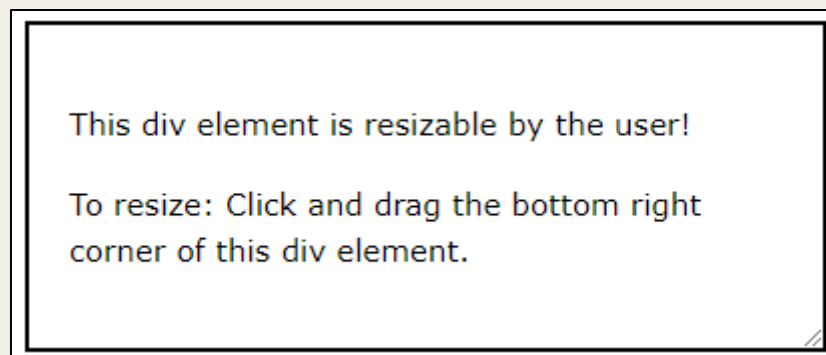 This div element is resizable by the user!
To resize: Click and drag the bottom right
corner of this div element.